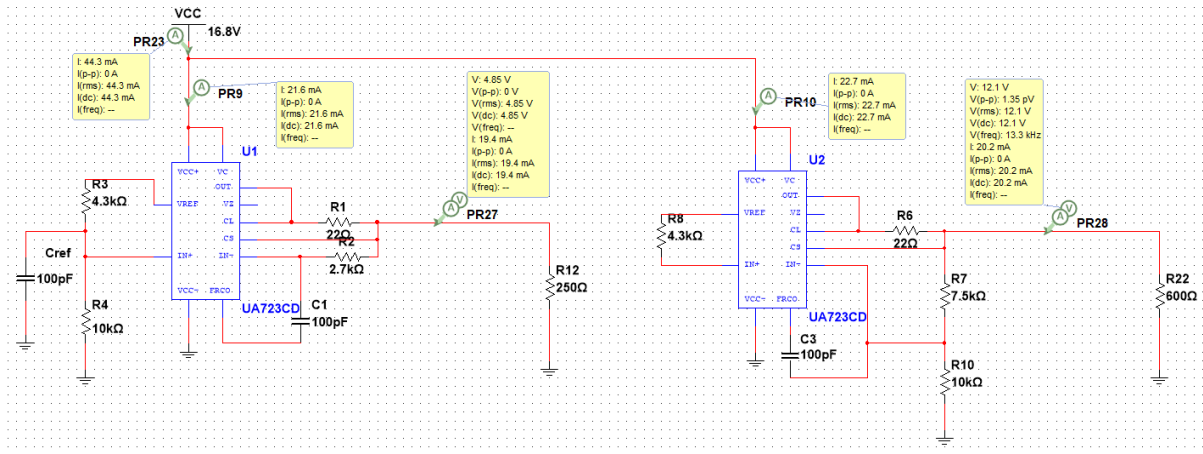 VCC
16.8V
PR23
I: 44.3 mA
I(p-p): 0 A
I(rms): 44.3 mA
I(dc): 44.3 mA
I(freq): --
PR9
I: 21.6 mA
I(p-p): 0 A
I(rms): 21.6 mA
I(dc): 21.6 mA
I(freq): --
V: 4.85 V
V(p-p): 0 V
V(rms): 4.85 V
V(dc): 4.85 V
V(freq): --
I: 19.4 mA
I(p-p): 0 A
I(rms): 19.4 mA
I(dc): 19.4 mA
I(freq): --
A
A
A V
PR27
U1
VCC+ VC
OUT
VREF VZ
CL
CS
IN+ IN-
VCC- FRCO
UA723CD
R3
4.3kΩ
Cref
100pF
R4
10kΩ
R1
22Ω
R2
2.7kΩ
C1
100pF
R12
250Ω
PR10
A
I: 22.7 mA
I(p-p): 0 A
I(rms): 22.7 mA
I(dc): 22.7 mA
I(freq): --
V: 12.1 V
V(p-p): 1.35 pV
V(rms): 12.1 V
V(dc): 12.1 V
V(freq): 13.3 kHz
I: 20.2 mA
I(p-p): 0 A
I(rms): 20.2 mA
I(dc): 20.2 mA
I(freq): --
A V
PR28
U2
VCC+ VC
OUT
VREF VZ
CL
CS
IN+ IN-
VCC- FRCO
UA723CD
R8
4.3kΩ
R6
22Ω
R7
7.5kΩ
C3
100pF
R10
10kΩ
R22
600Ω